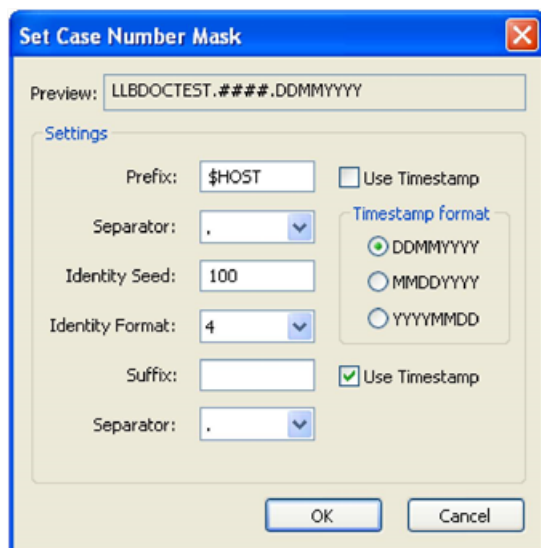 Set Case Number Mask
Preview: LLBDOCTEST.####.DDMMYYYY
Settings
Prefix: $HOST Use Timestamp
Separator: . Timestamp format
DDMMYYYY
Identity Seed: 100 MMDDYYYY
Identity Format: 4 YYYYMMDD
Suffix: Use Timestamp
Separator: .
OK Cancel